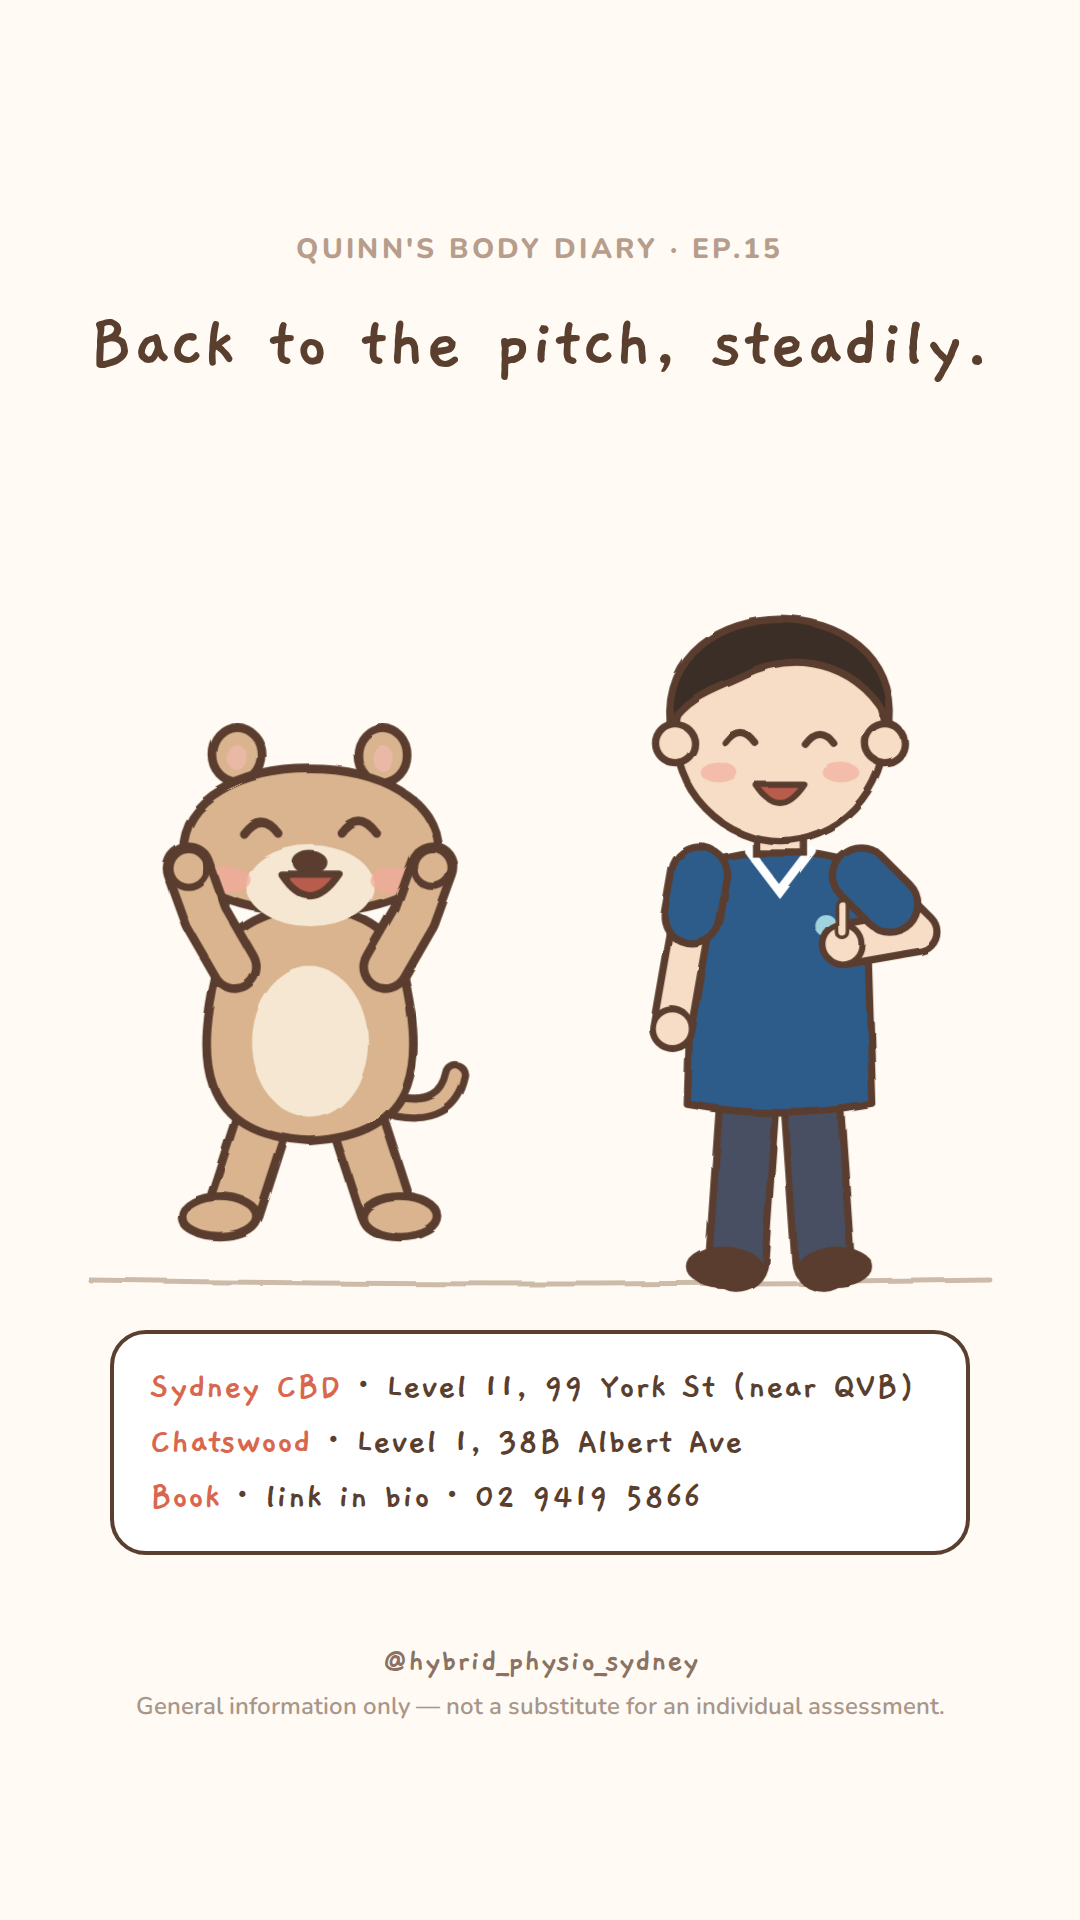 QUINN'S BODY DIARY · EP.15
Back to the pitch, steadily.
Sydney CBD · Level 11, 99 York St (near QVB)
Chatswood · Level 1, 38B Albert Ave
Book · link in bio · 02 9419 5866
@hybrid_physio_sydney
General information only — not a substitute for an individual assessment.